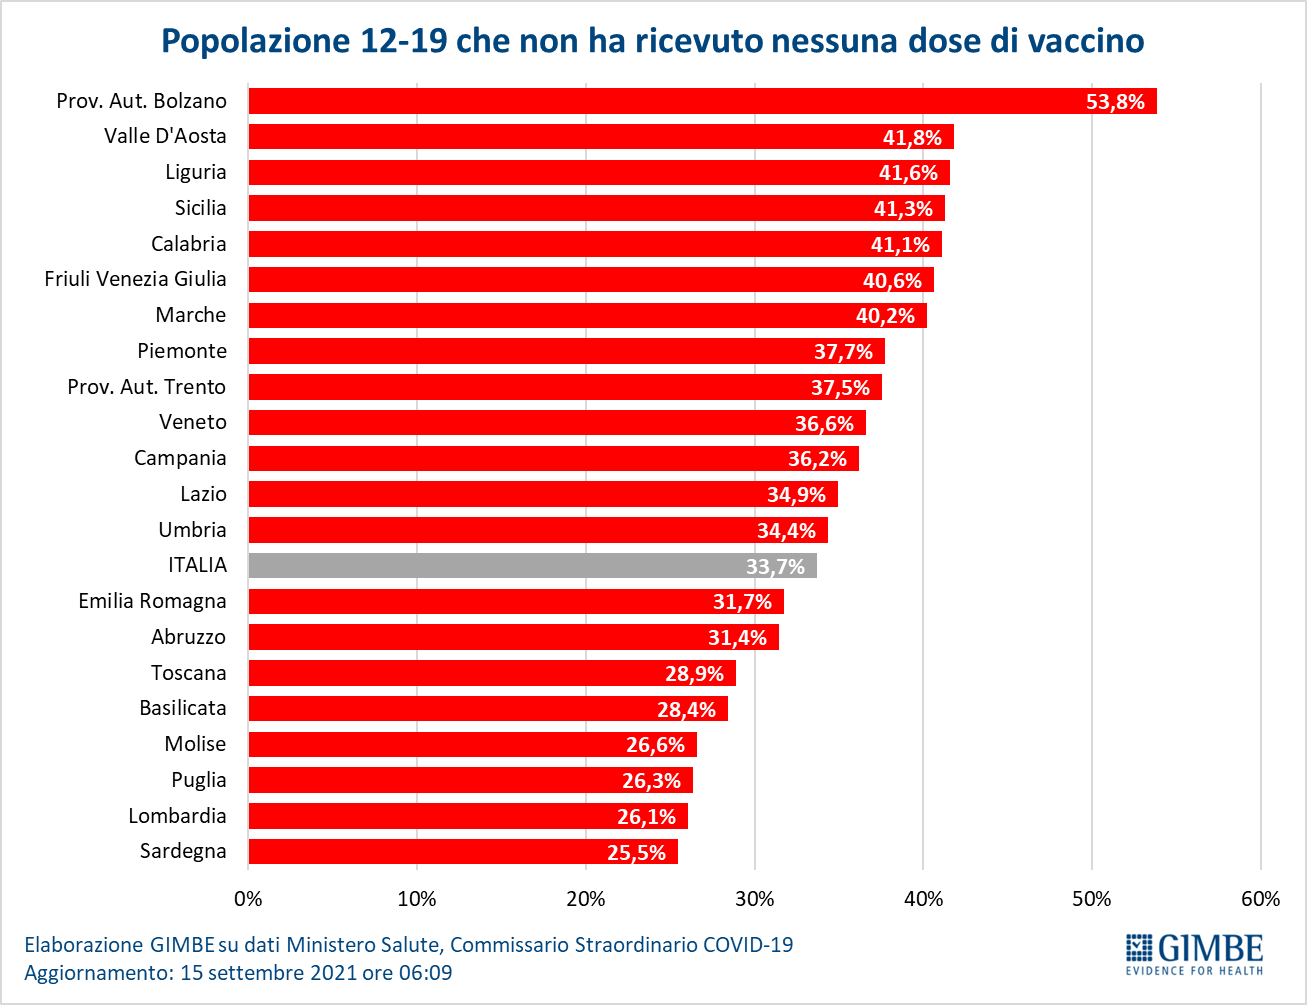 Popolazione 12-19 che non ha ricevuto nessuna dose di vaccino
Prov. Aut. Bolzano 53,8%
Valle D'Aosta 41,8%
Liguria 41,6%
Sicilia 41,3%
Calabria 41,1%
Friuli Venezia Giulia 40,6%
Marche 40,2%
Piemonte 37,7%
Prov. Aut. Trento 37,5%
Veneto 36,6%
Campania 36,2%
Lazio 34,9%
Umbria 34,4%
ITALIA 33,7%
Emilia Romagna 31,7%
Abruzzo 31,4%
Toscana 28,9%
Basilicata 28,4%
Molise 26,6%
Puglia 26,3%
Lombardia 26,1%
Sardegna 25,5%
0% 10% 20% 30% 40% 50% 60%
Elaborazione GIMBE su dati Ministero Salute, Commissario Straordinario COVID-19
Aggiornamento: 15 settembre 2021 ore 06:09
GIMBE
EVIDENCE FOR HEALTH